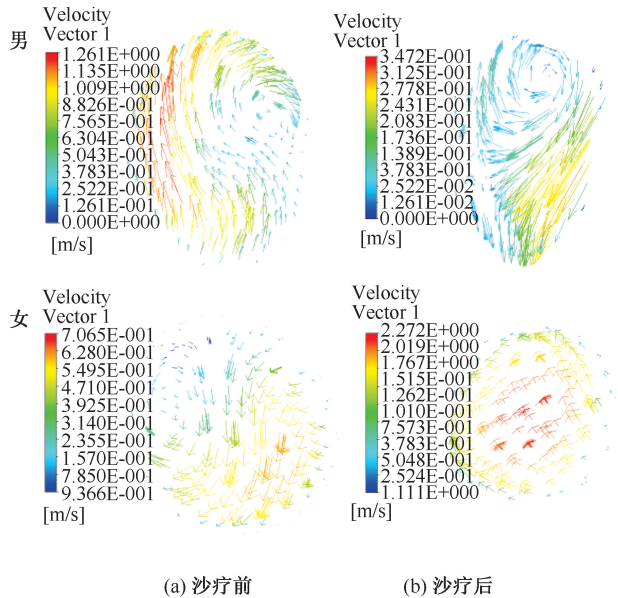 男
Velocity
Vector 1
1.261E+000
1.135E+000
1.009E+000
8.826E-001
7.565E-001
6.304E-001
5.043E-001
3.783E-001
2.522E-001
1.261E-001
0.000E+000
[m/s]
Velocity
Vector 1
3.472E-001
3.125E-001
2.778E-001
2.431E-001
2.083E-001
1.736E-001
1.389E-001
3.783E-001
2.522E-002
1.261E-002
0.000E+000
[m/s]
女
Velocity
Vector 1
7.065E-001
6.280E-001
5.495E-001
4.710E-001
3.925E-001
3.140E-001
2.355E-001
1.570E-001
7.850E-001
9.366E-001
[m/s]
Velocity
Vector 1
2.272E+000
2.019E+000
1.767E+000
1.515E+000
1.262E+000
1.010E+000
7.573E-001
3.783E-001
5.048E-001
2.524E-001
1.111E+000
[m/s]
(a) 沙疗前
(b) 沙疗后